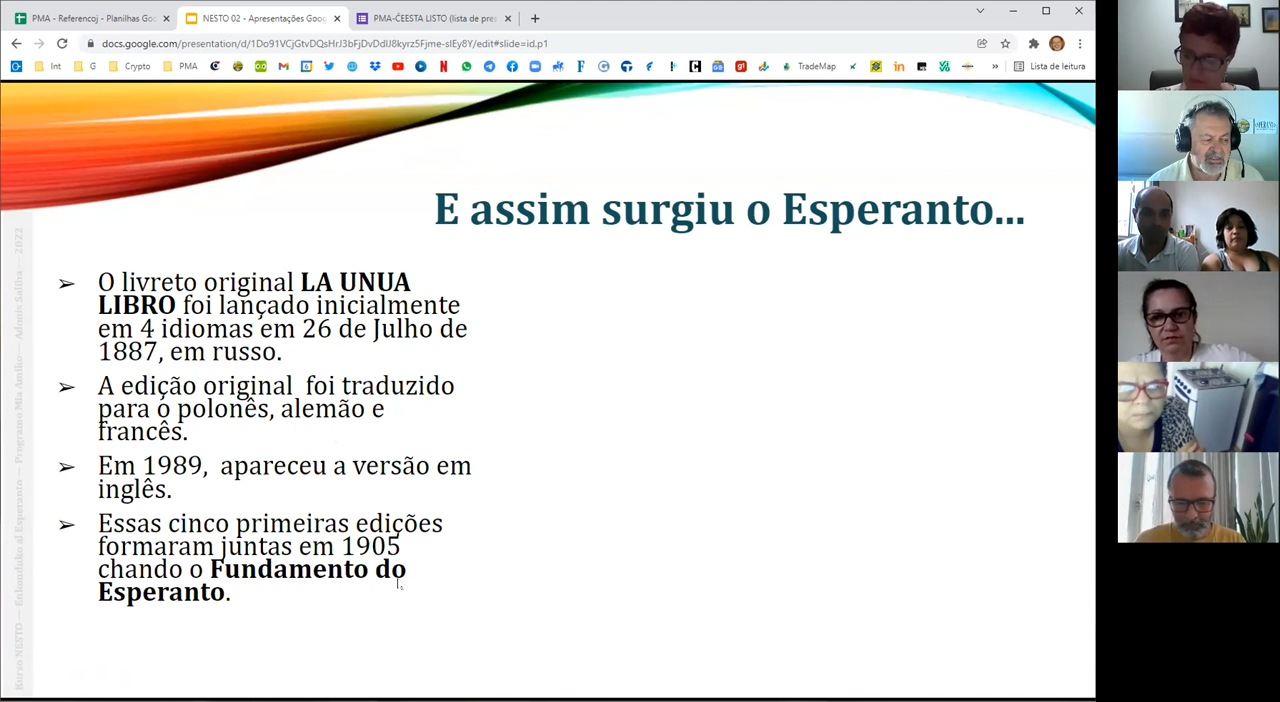 PMA - Referencoj - Planilhas Go
NESTO 02 - Apresentações Goo
PMA-ĈEESTA LISTO (lista de pre
docs.google.com/presentation/d/1Do91VCjGtvDQsHrJ3bFjDvDdlJ8kyrz5Fjme-slEy8Y/edit#slide=id.p1
Int
G
Crypto
PMA
TradeMap
Lista de leitura
E assim surgiu o Esperanto...
➢ O livreto original LA UNUA
LIBRO foi lançado inicialmente
em 4 idiomas em 26 de Julho de
1887, em russo.
➢ A edição original foi traduzido
para o polonês, alemão e
francês.
➢ Em 1989, apareceu a versão em
inglês.
➢ Essas cinco primeiras edições
formaram juntas em 1905
chando o Fundamento do
Esperanto.